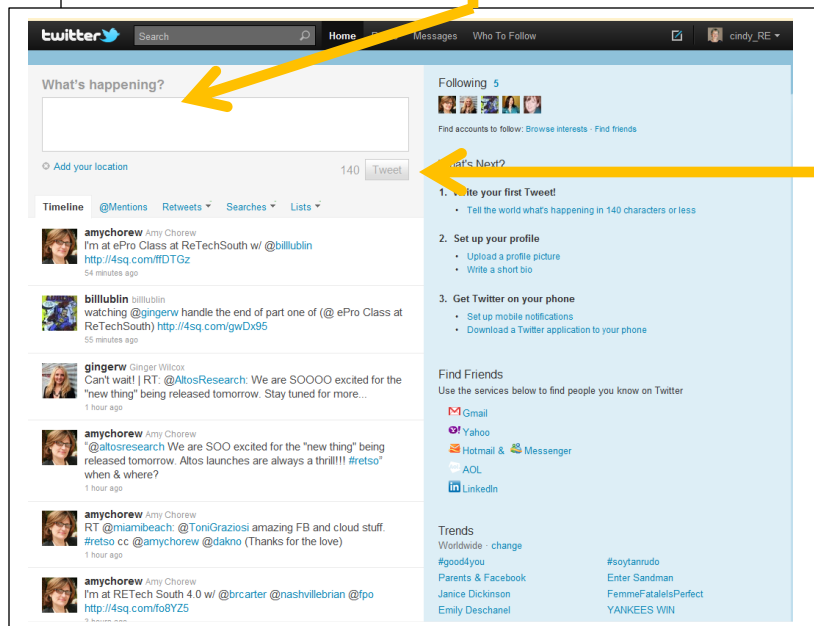 twitter
Search
Home
Messages
Who To Follow
cindy_RE
What's happening?
Add your location
140
Tweet
Timeline @Mentions Retweets Searches Lists
amychorew Amy Chorew
I'm at ePro Class at ReTechSouth w/ @billlublin
http://4sq.com/ffDTGz
54 minutes ago
billlublin billlublin
watching @gingerw handle the end of part one of (@ ePro Class at
ReTechSouth) http://4sq.com/gwDx95
55 minutes ago
gingerw Ginger Wilcox
Can't wait! | RT: @AltosResearch: We are SOOOO excited for the
"new thing" being released tomorrow. Stay tuned for more...
1 hour ago
amychorew Amy Chorew
"@altosresearch We are SOO excited for the "new thing" being
released tomorrow. Altos launches are always a thrill!!! #retso"
when & where?
1 hour ago
amychorew Amy Chorew
RT @miamibeach: @ToniGraziosi amazing FB and cloud stuff.
#retso cc @amychorew @dakno (Thanks for the love)
1 hour ago
amychorew Amy Chorew
I'm at RETech South 4.0 w/ @brcarter @nashvillebrian @fpo
http://4sq.com/fo8YZ5
Following 5
Find accounts to follow: Browse interests · Find friends
What's Next?
1. Write your first Tweet!
• Tell the world what's happening in 140 characters or less
2. Set up your profile
• Upload a profile picture
• Write a short bio
3. Get Twitter on your phone
• Set up mobile notifications
• Download a Twitter application to your phone
Find Friends
Use the services below to find people you know on Twitter
Gmail
Yahoo
Hotmail & Messenger
AOL
LinkedIn
Trends
Worldwide · change
#good4you #soytanrudo
Parents & Facebook Enter Sandman
Janice Dickinson FemmeFataleIsPerfect
Emily Deschanel YANKEES WIN